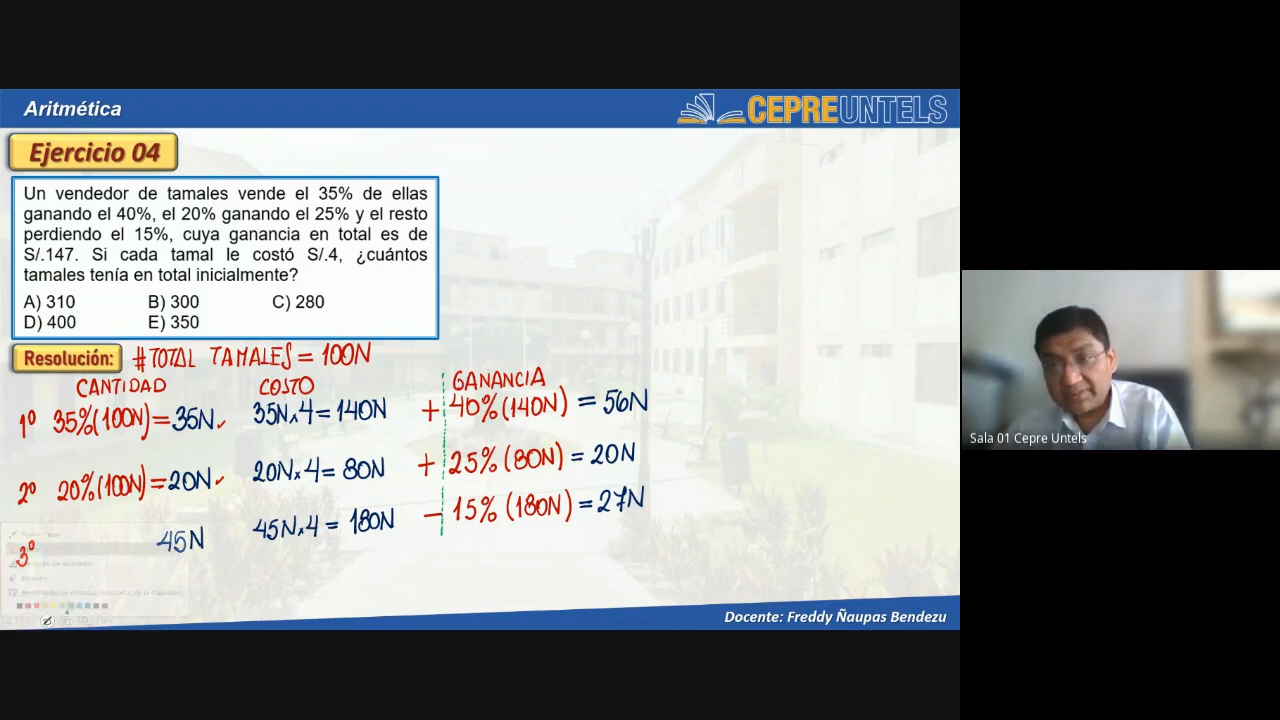 Aritmética
CEPREUNTELS
Ejercicio 04
Un vendedor de tamales vende el 35% de ellas
ganando el 40%, el 20% ganando el 25% y el resto
perdiendo el 15%, cuya ganancia en total es de
S/.147. Si cada tamal le costó S/.4, ¿cuántos
tamales tenía en total inicialmente?
A) 310 B) 300 C) 280
D) 400 E) 350
Resolución: # TOTAL TAMALES = 100N
CANTIDAD COSTO GANANCIA
1º 35%(100N)=35N 35N×4=140N + 40%(140N) = 56N
2º 20%(100N)=20N 20N×4=80N + 25%(80N) = 20N
3º 45N 45N×4=180N - 15%(180N) = 27N
Docente: Freddy Ñaupas Bendezu
Sala 01 Cepre Untels